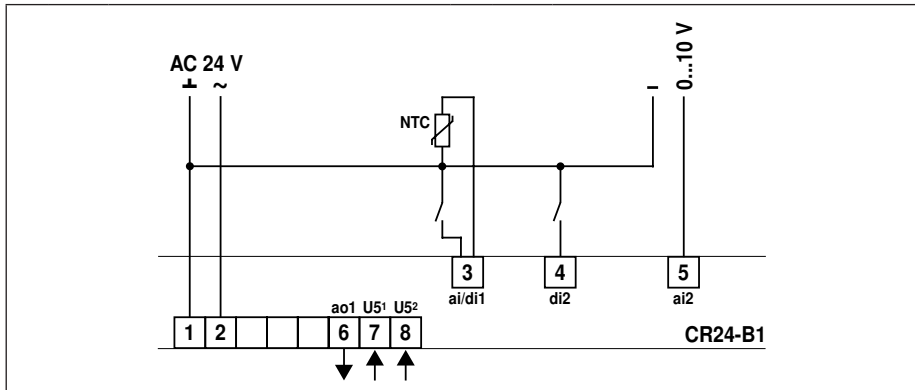 AC 24 V
⊥ ~
– 0...10 V
NTC
3 4 5
ai/di1 di2 ai2
ao1 U5¹ U5²
1 2 6 7 8
CR24-B1